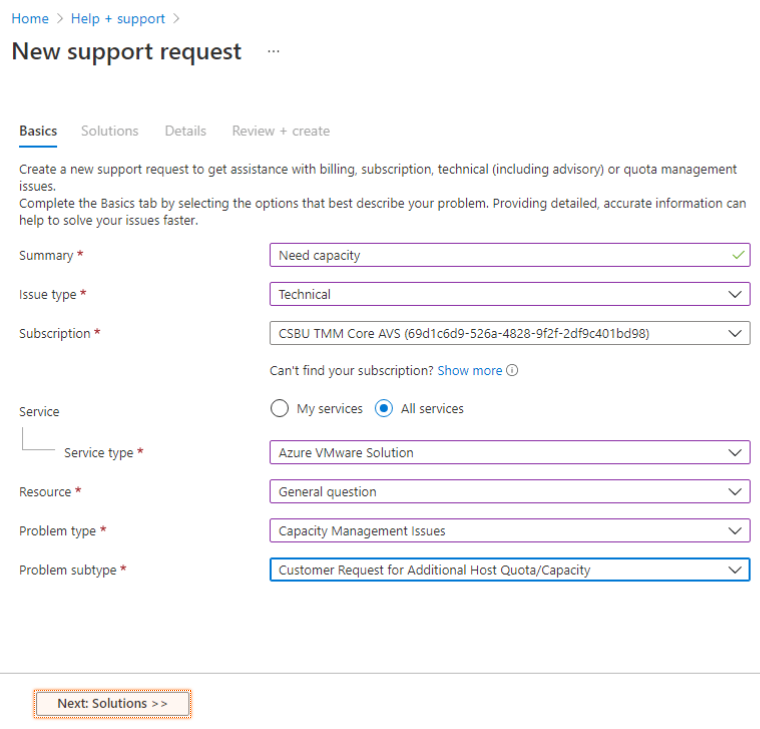 Home > Help + support >
New support request ...
Basics Solutions Details Review + create
Create a new support request to get assistance with billing, subscription, technical (including advisory) or quota management
issues.
Complete the Basics tab by selecting the options that best describe your problem. Providing detailed, accurate information can
help to solve your issues faster.
Summary * Need capacity
Issue type * Technical
Subscription * CSBU TMM Core AVS (69d1c6d9-526a-4828-9f2f-2df9c401bd98)
Can't find your subscription? Show more
Service My services All services
Service type * Azure VMware Solution
Resource * General question
Problem type * Capacity Management Issues
Problem subtype * Customer Request for Additional Host Quota/Capacity
Next: Solutions >>